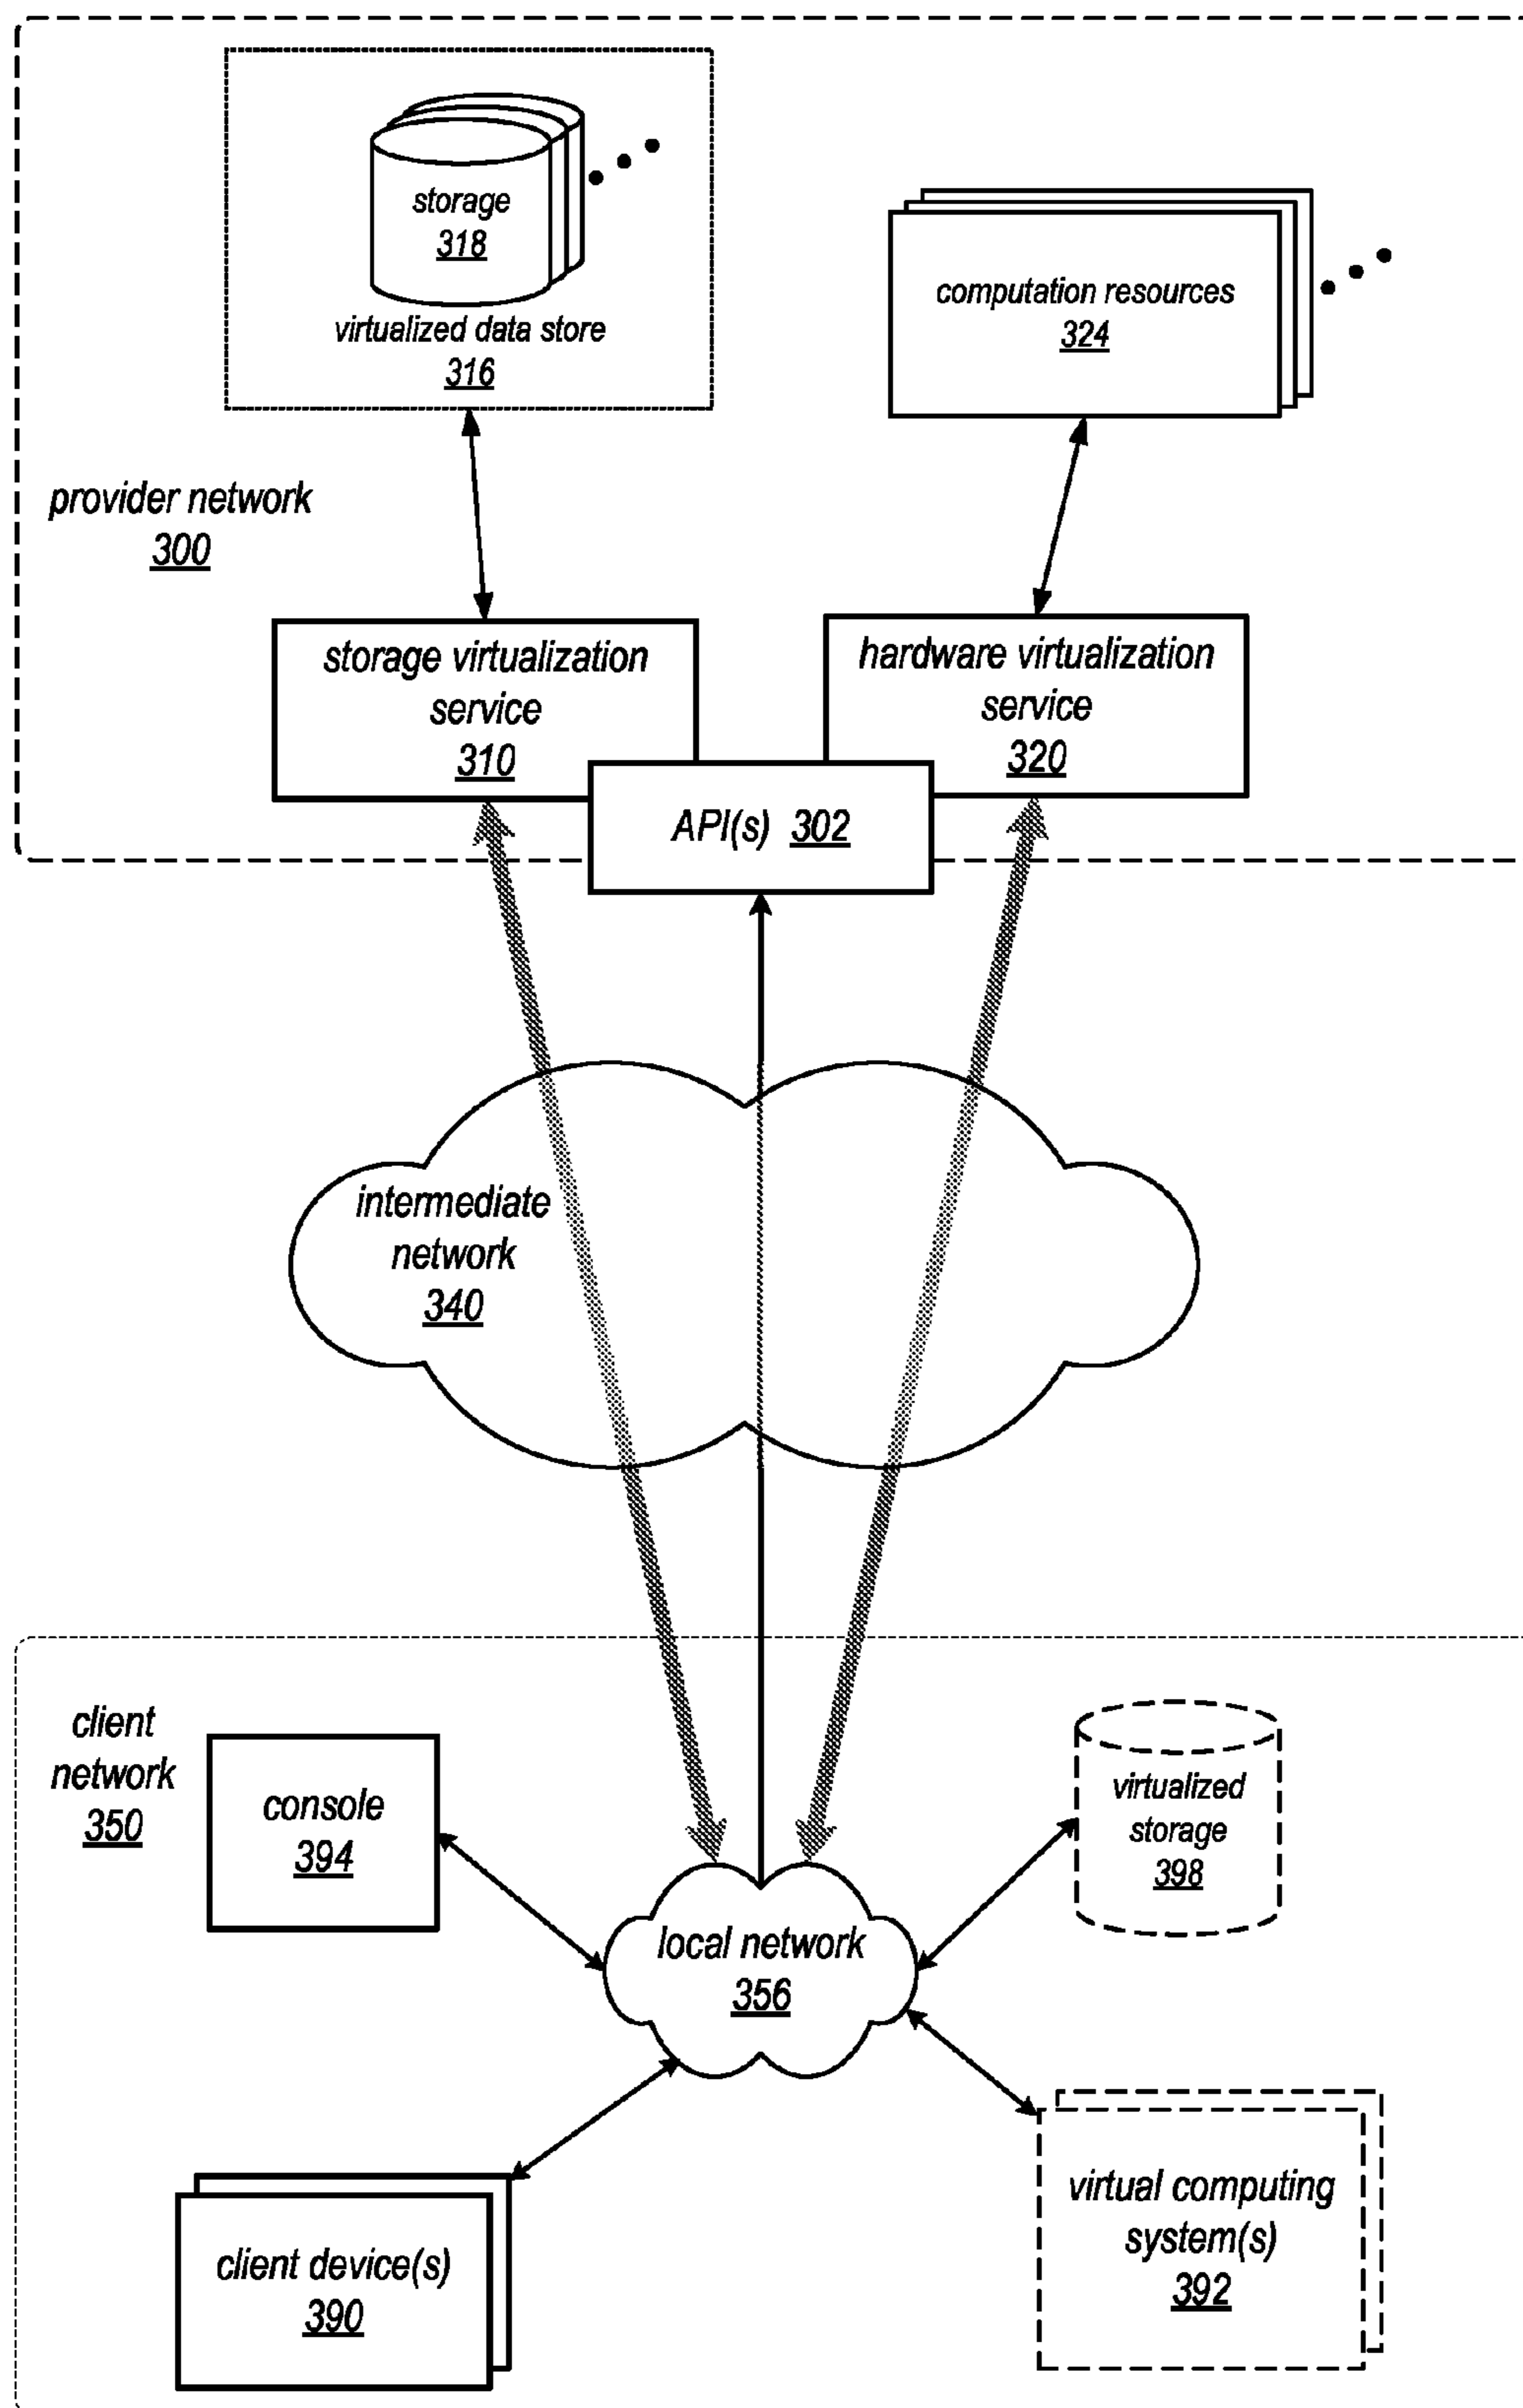 storage
318
virtualized data store
316
computation resources
324
provider network
300
storage virtualization
service
310
hardware virtualization
service
320
API(s) 302
intermediate
network
340
client
network
350
console
394
virtualized
storage
398
local network
356
client device(s)
390
virtual computing
system(s)
392